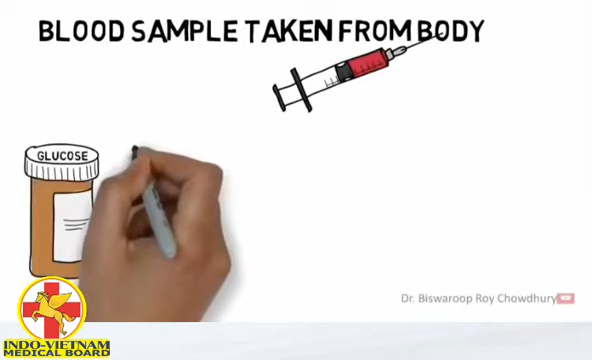 BLOOD SAMPLE TAKEN FROM BODY
GLUCOSE
Dr. Biswaroop Roy Chowdhury
INDO-VIETNAM
MEDICAL BOARD